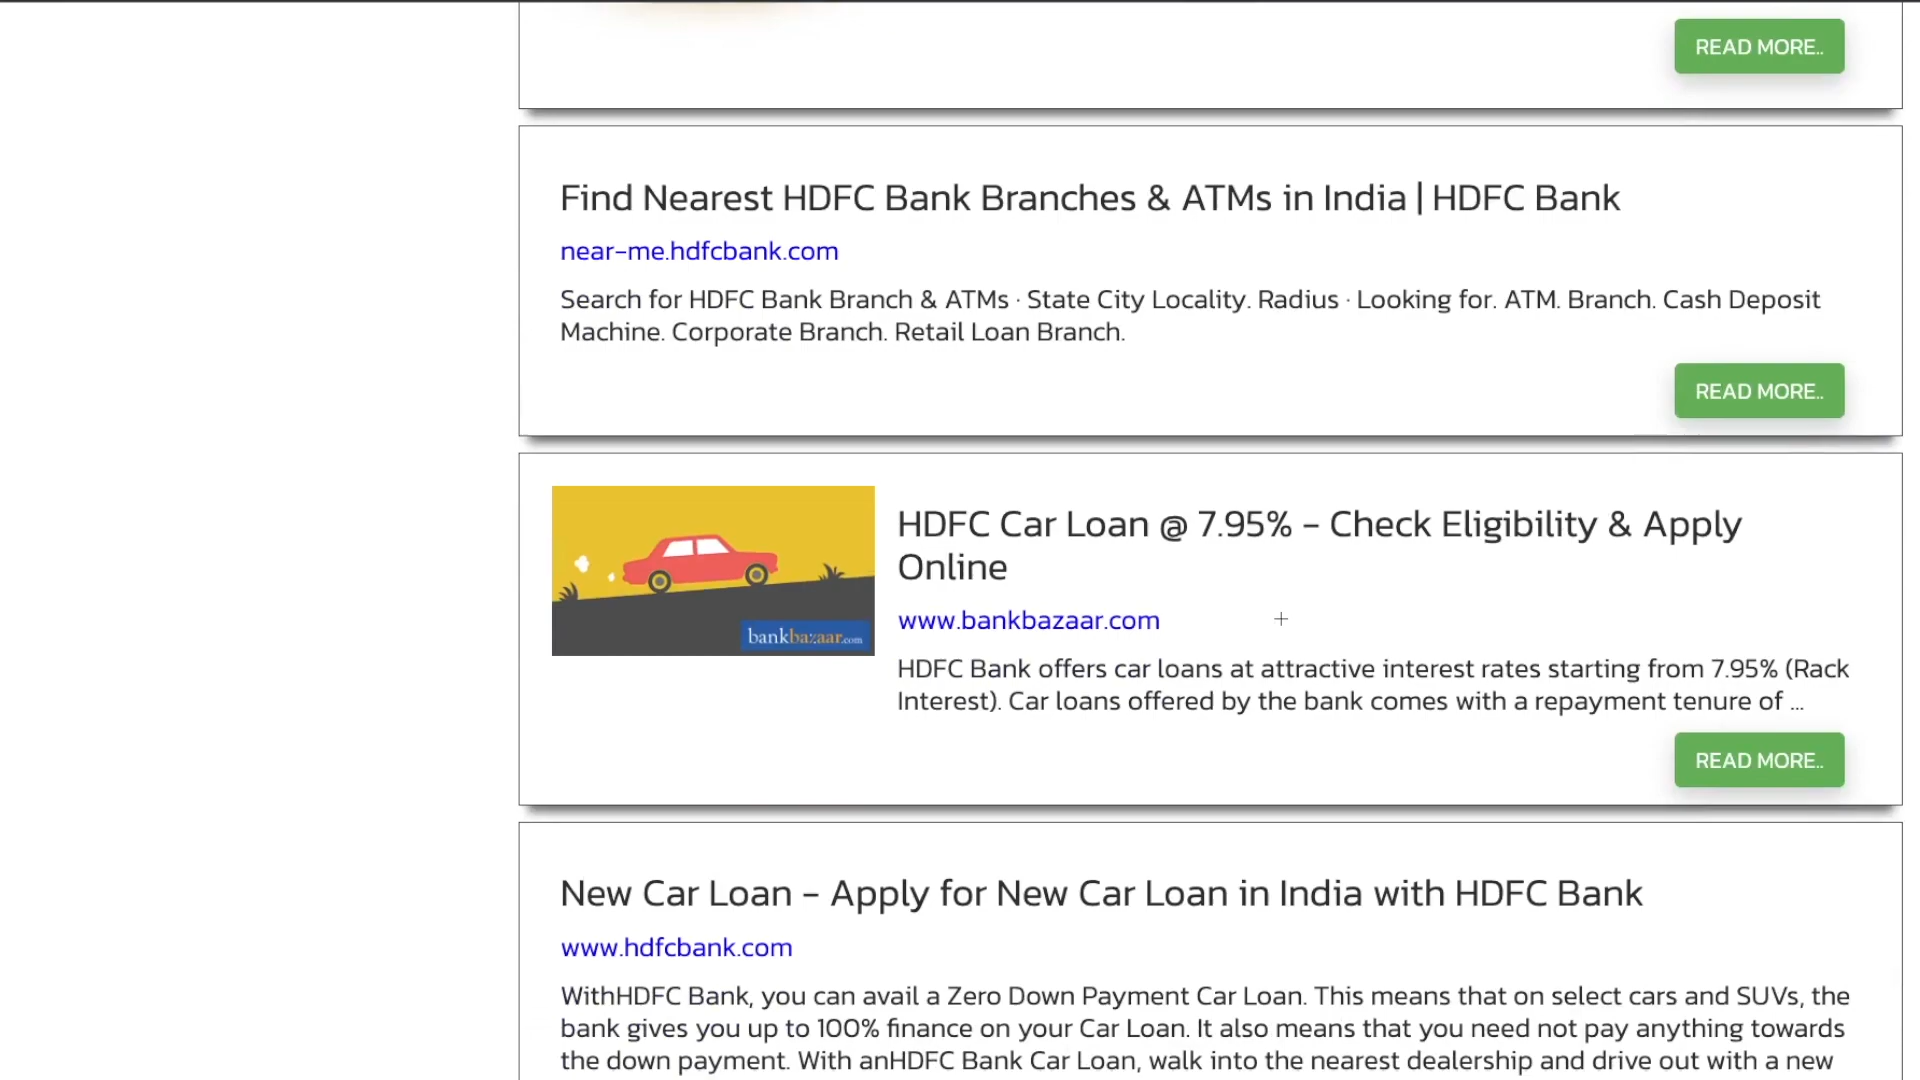 READ MORE..
Find Nearest HDFC Bank Branches & ATMs in India | HDFC Bank
near-me.hdfcbank.com
Search for HDFC Bank Branch & ATMs · State City Locality. Radius · Looking for. ATM. Branch. Cash Deposit
Machine. Corporate Branch. Retail Loan Branch.
READ MORE..
bankbazaar.com
HDFC Car Loan @ 7.95% - Check Eligibility & Apply
Online
www.bankbazaar.com
HDFC Bank offers car loans at attractive interest rates starting from 7.95% (Rack
Interest). Car loans offered by the bank comes with a repayment tenure of ...
READ MORE..
New Car Loan - Apply for New Car Loan in India with HDFC Bank
www.hdfcbank.com
WithHDFC Bank, you can avail a Zero Down Payment Car Loan. This means that on select cars and SUVs, the
bank gives you up to 100% finance on your Car Loan. It also means that you need not pay anything towards
the down payment. With anHDFC Bank Car Loan, walk into the nearest dealership and drive out with a new